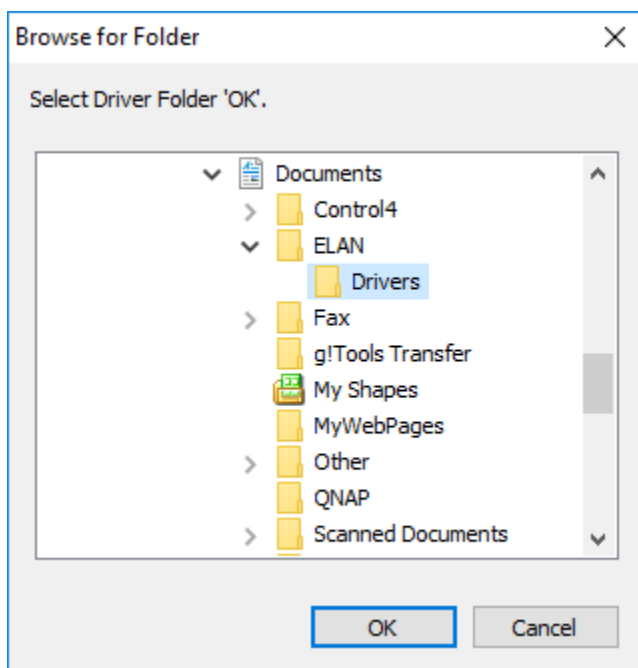 Browse for Folder
Select Driver Folder 'OK'.
Documents
Control4
ELAN
Drivers
Fax
g!Tools Transfer
My Shapes
MyWebPages
Other
QNAP
Scanned Documents
OK Cancel